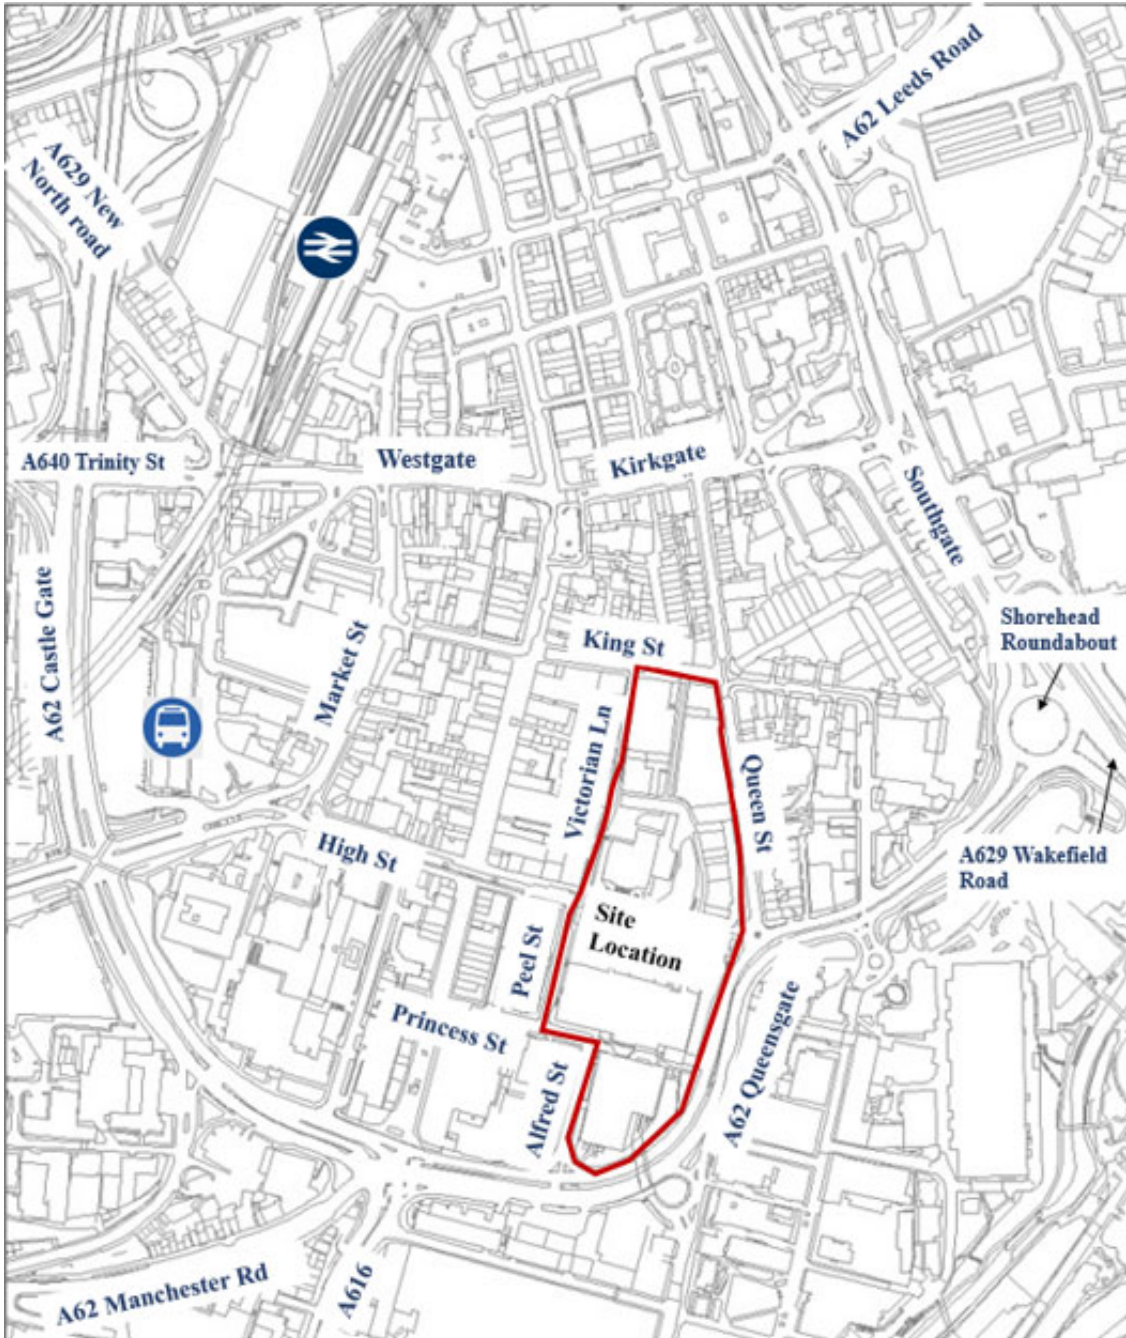 A62 Leeds Road
A629 New
North road
A640 Trinity St
Westgate
Kirkgate
Southgate
A62 Castle Gate
Market St
King St
Shorehead
Roundabout
Victorian Ln
Queen St
High St
A629 Wakefield
Road
Site
Location
Peel St
Princess St
A62 Queensgate
Alfred St
A62 Manchester Rd
A616